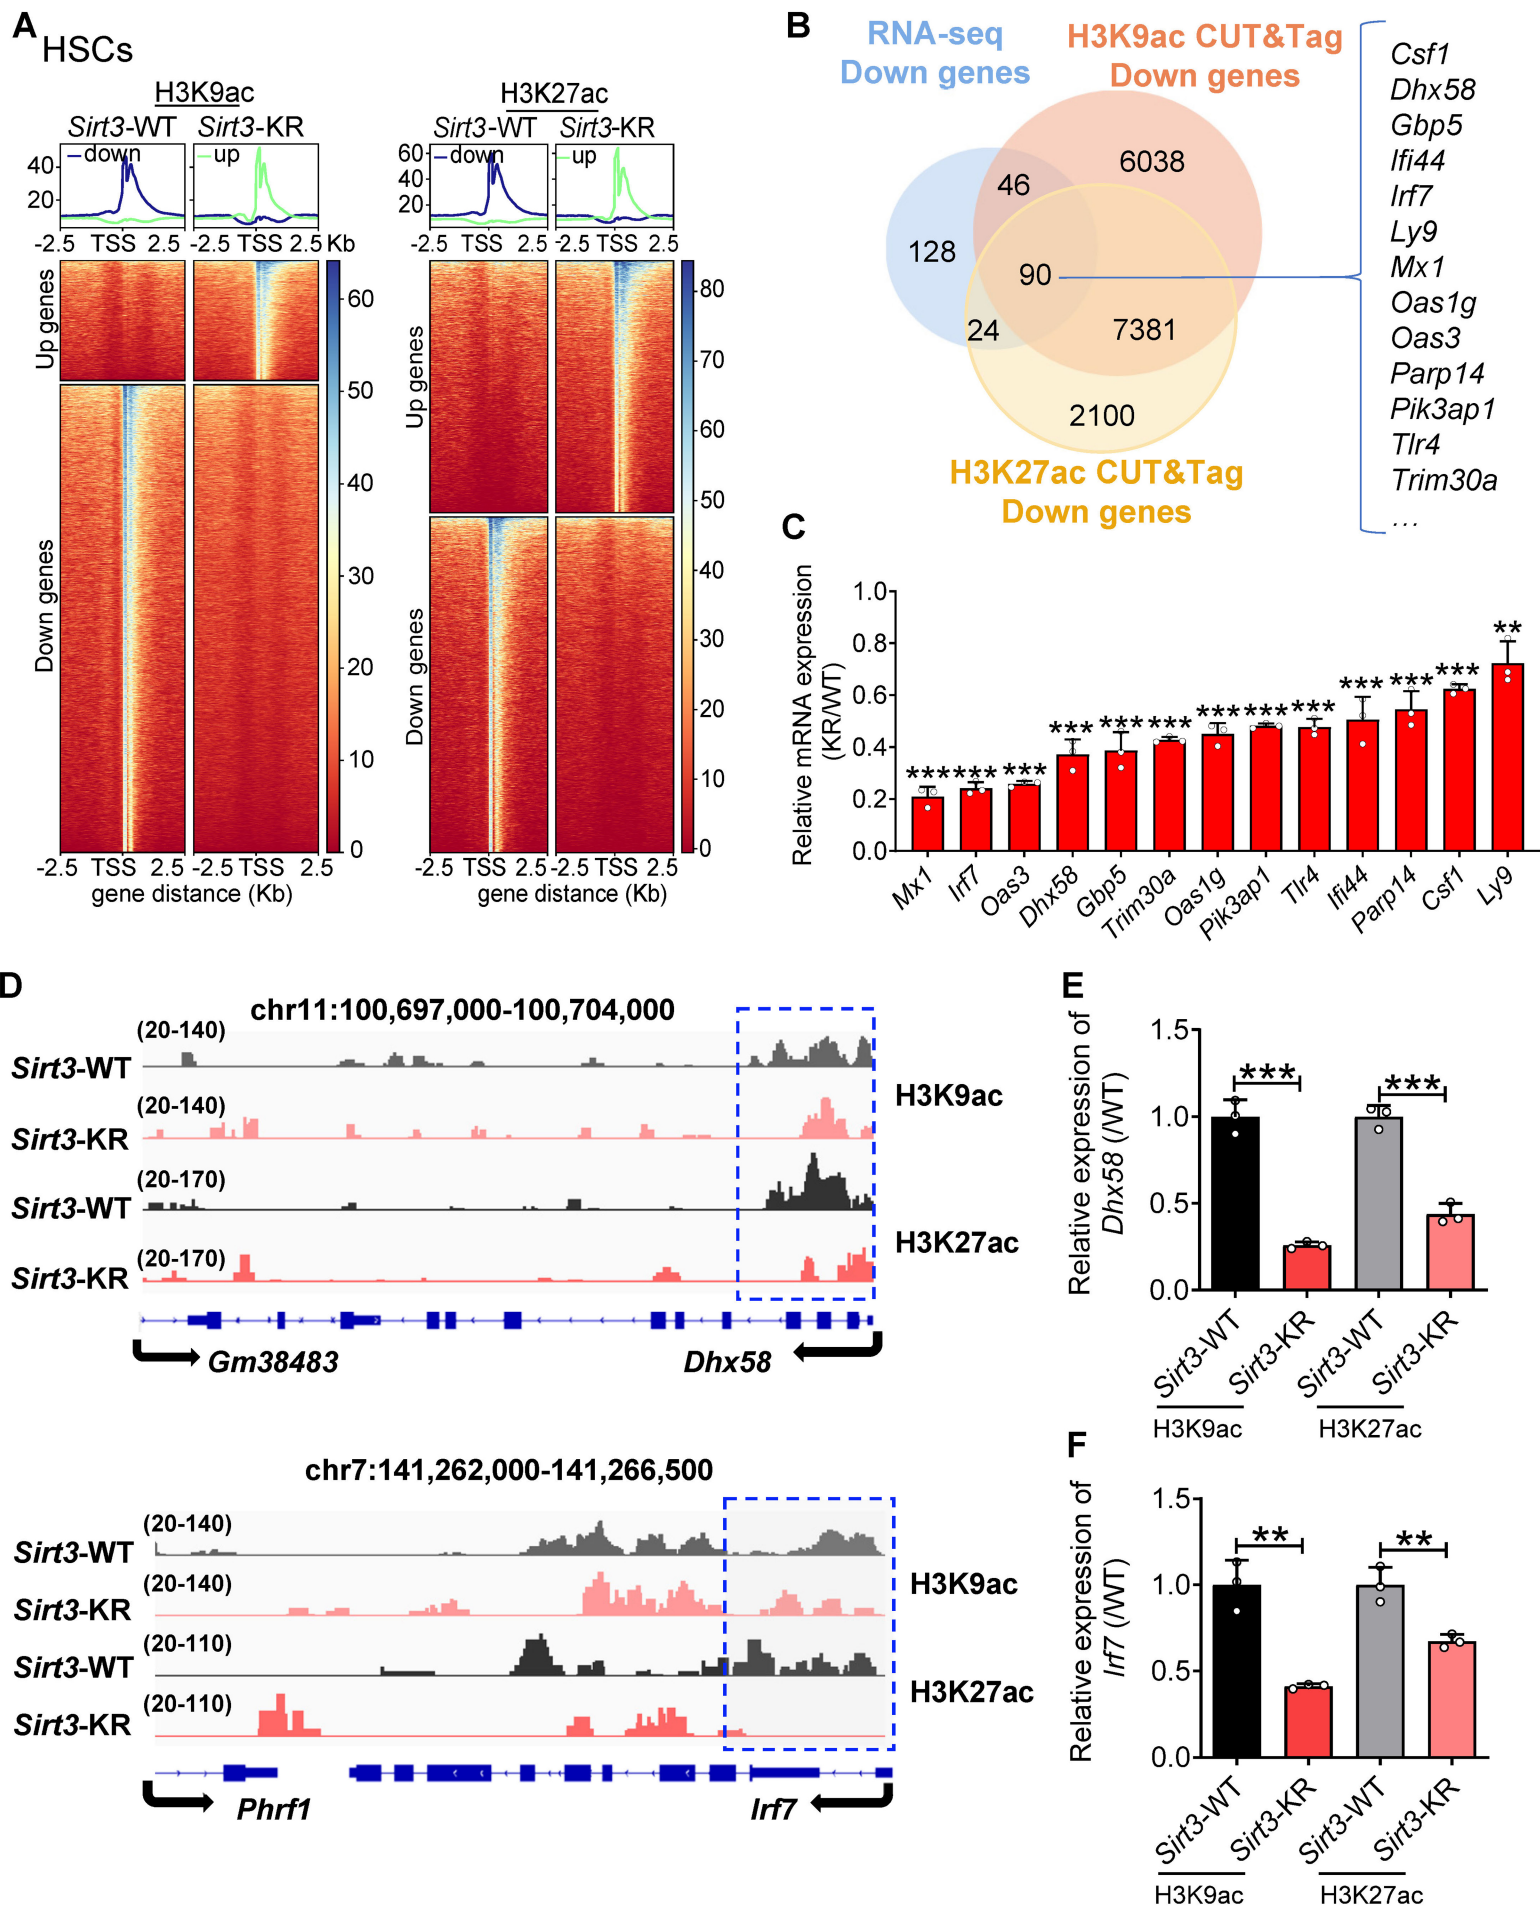 A
HSCs
H3K9ac
Sirt3-WT Sirt3-KR
down
up
40
20
-2.5 TSS 2.5
-2.5 TSS 2.5 Kb
Up genes
Down genes
60
50
40
30
20
10
0
-2.5 TSS 2.5
-2.5 TSS 2.5
gene distance (Kb)
H3K27ac
Sirt3-WT Sirt3-KR
down
up
60
40
20
-2.5 TSS 2.5
-2.5 TSS 2.5
Up genes
Down genes
80
70
60
50
40
30
20
10
0
-2.5 TSS 2.5
-2.5 TSS 2.5
gene distance (Kb)
B
RNA-seq
Down genes
H3K9ac CUT&Tag
Down genes
6038
46
128
90
24
7381
2100
H3K27ac CUT&Tag
Down genes
Csf1
Dhx58
Gbp5
Ifi44
Irf7
Ly9
Mx1
Oas1g
Oas3
Parp14
Pik3ap1
Tlr4
Trim30a
...
C
Relative mRNA expression
(KR/WT)
1.0
0.8
0.6
0.4
0.2
0.0
*** *** *** *** *** *** *** *** *** *** *** *** **
Mx1 Irf7 Oas3 Dhx58 Gbp5 Trim30a Oas1g Pik3ap1 Tlr4 Ifi44 Parp14 Csf1 Ly9
D
chr11:100,697,000-100,704,000
(20-140)
Sirt3-WT
(20-140)
Sirt3-KR
H3K9ac
(20-170)
Sirt3-WT
(20-170)
Sirt3-KR
H3K27ac
Gm38483
Dhx58
chr7:141,262,000-141,266,500
(20-140)
Sirt3-WT
(20-140)
Sirt3-KR
H3K9ac
(20-110)
Sirt3-WT
(20-110)
Sirt3-KR
H3K27ac
Phrf1
Irf7
E
Relative expression of
Dhx58 (/WT)
1.5
1.0
0.5
0.0
*** ***
Sirt3-WT Sirt3-KR Sirt3-WT Sirt3-KR
H3K9ac H3K27ac
F
Relative expression of
Irf7 (/WT)
1.5
1.0
0.5
0.0
** **
Sirt3-WT Sirt3-KR Sirt3-WT Sirt3-KR
H3K9ac H3K27ac